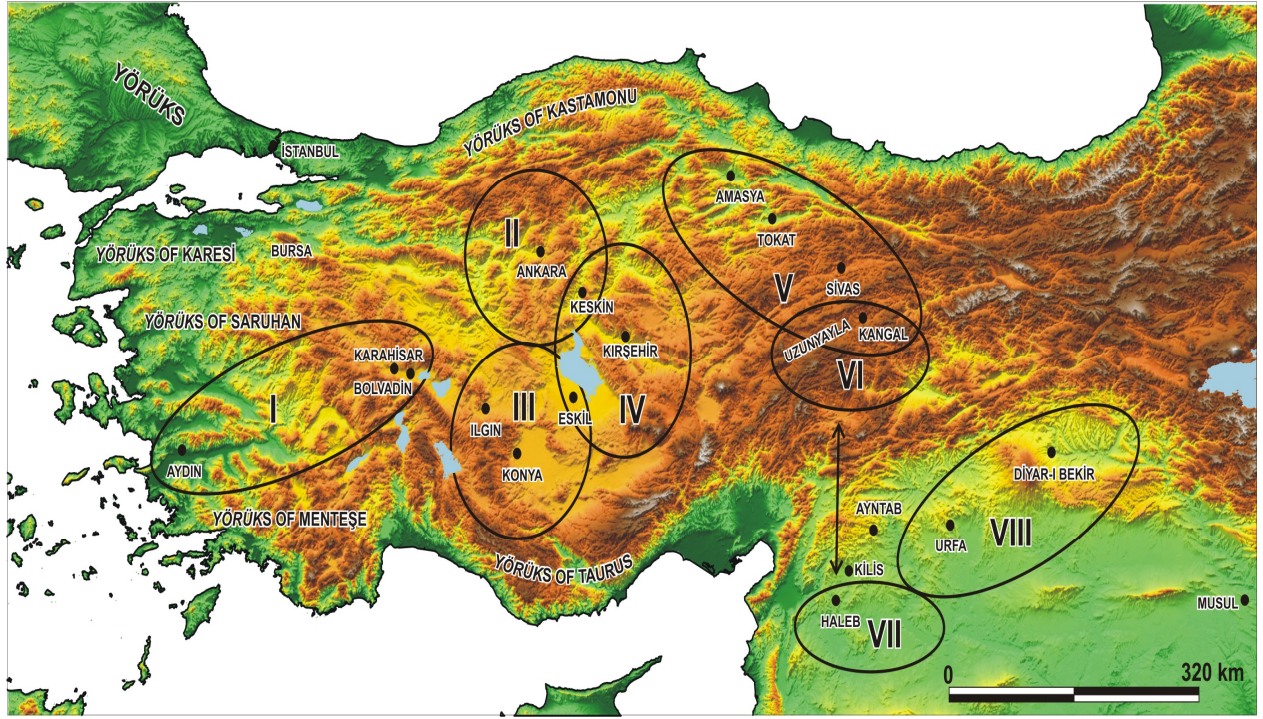 YÖRÜKS
YÖRÜKS OF KASTAMONU
İSTANBUL
AMASYA
TOKAT
II
ANKARA
YÖRÜKS OF KARESİ
BURSA
KESKİN
V
SİVAS
YÖRÜKS OF SARUHAN
KIRŞEHİR
UZUNYAYLA
KANGAL
KARAHİSAR
BOLVADİN
VI
I
ILGIN
III
ESKİL
IV
AYDIN
KONYA
DİYAR-I BEKİR
YÖRÜKS OF MENTEŞE
AYNTAB
URFA
VIII
YÖRÜKS OF TAURUS
KİLİS
MUSUL
HALEB
VII
0
320 km